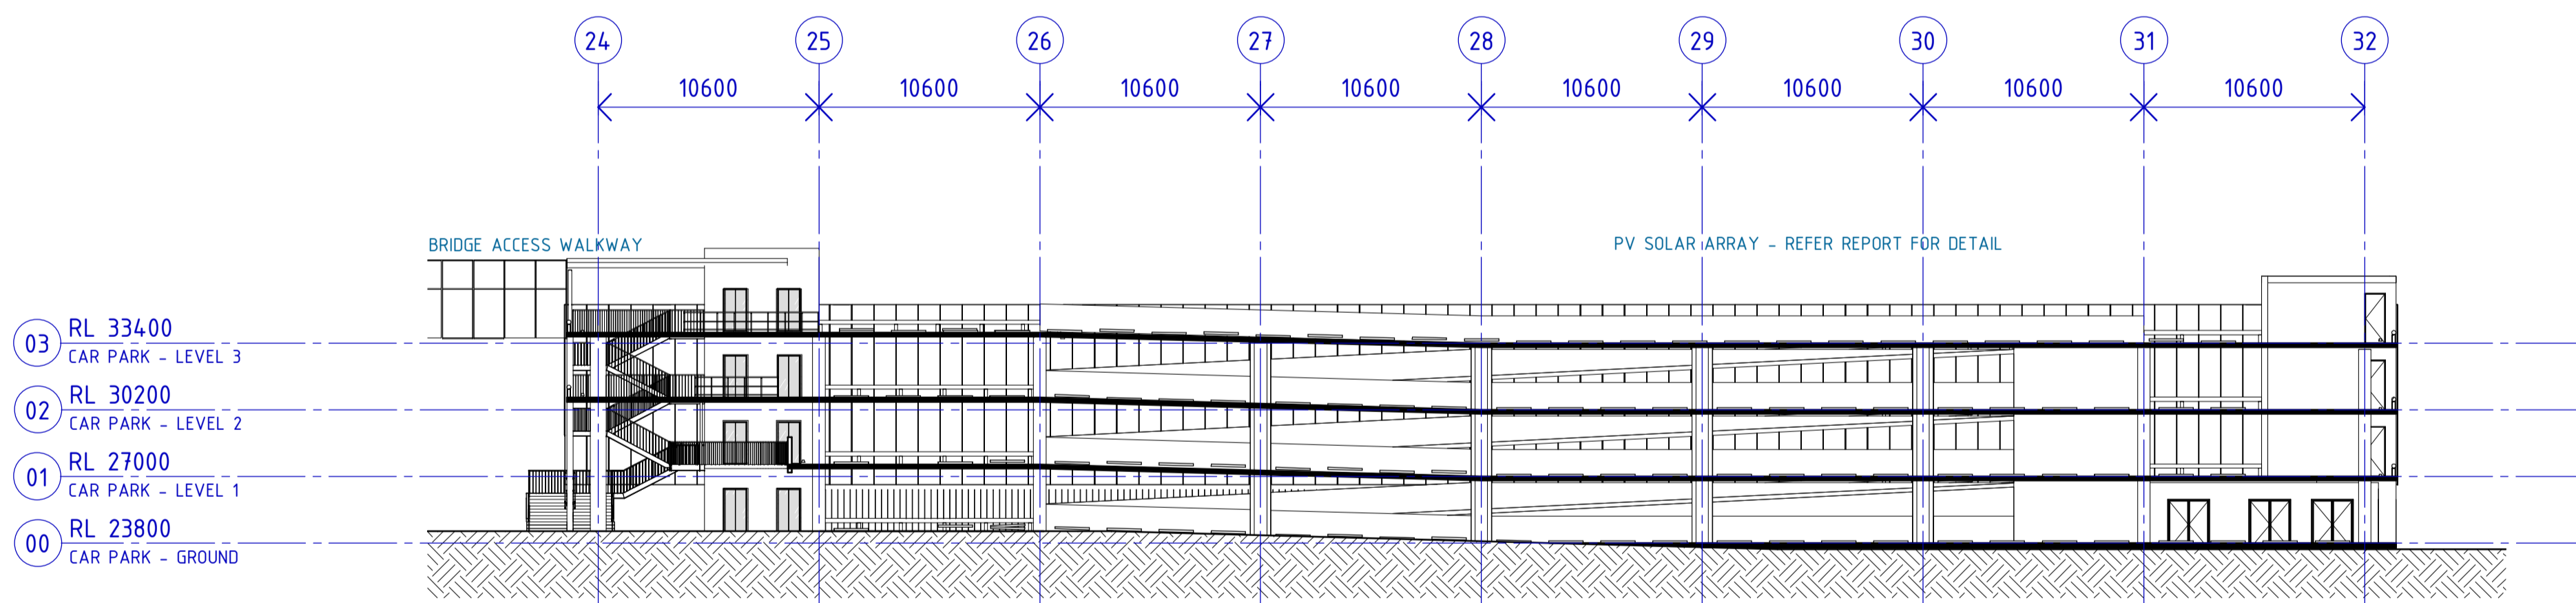 24 25 26 27 28 29 30 31 32
10600 10600 10600 10600 10600 10600 10600 10600
BRIDGE ACCESS WALKWAY
PV SOLAR ARRAY - REFER REPORT FOR DETAIL
03 RL 33400
CAR PARK - LEVEL 3
02 RL 30200
CAR PARK - LEVEL 2
01 RL 27000
CAR PARK - LEVEL 1
00 RL 23800
CAR PARK - GROUND